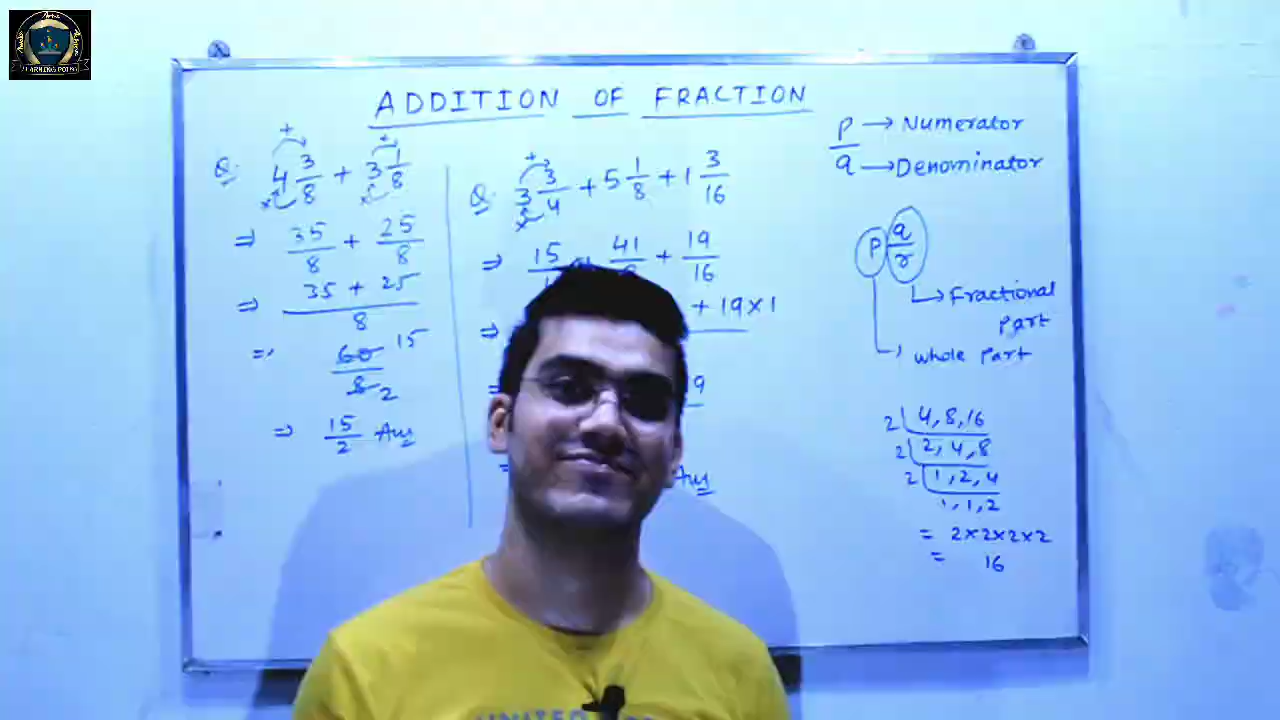 LEARNING POINT
ADDITION OF FRACTION
Q. 4 3/8 + 3 1/8
⇒ 35/8 + 25/8
⇒ 35 + 25 / 8
⇒ 60/8 15 2
⇒ 15/2 Ans
Q. 3 3/4 + 5 1/8 + 1 3/16
⇒ 15/ 41/ + 19/16
⇒ + 19×1
9
Ans
p → Numerator
q → Denominator
p q/r
Fractional
part
whole part
2 | 4, 8, 16
2 | 2, 4, 8
2 | 1, 2, 4
1, 1, 2
= 2×2×2×2
= 16
UNITED